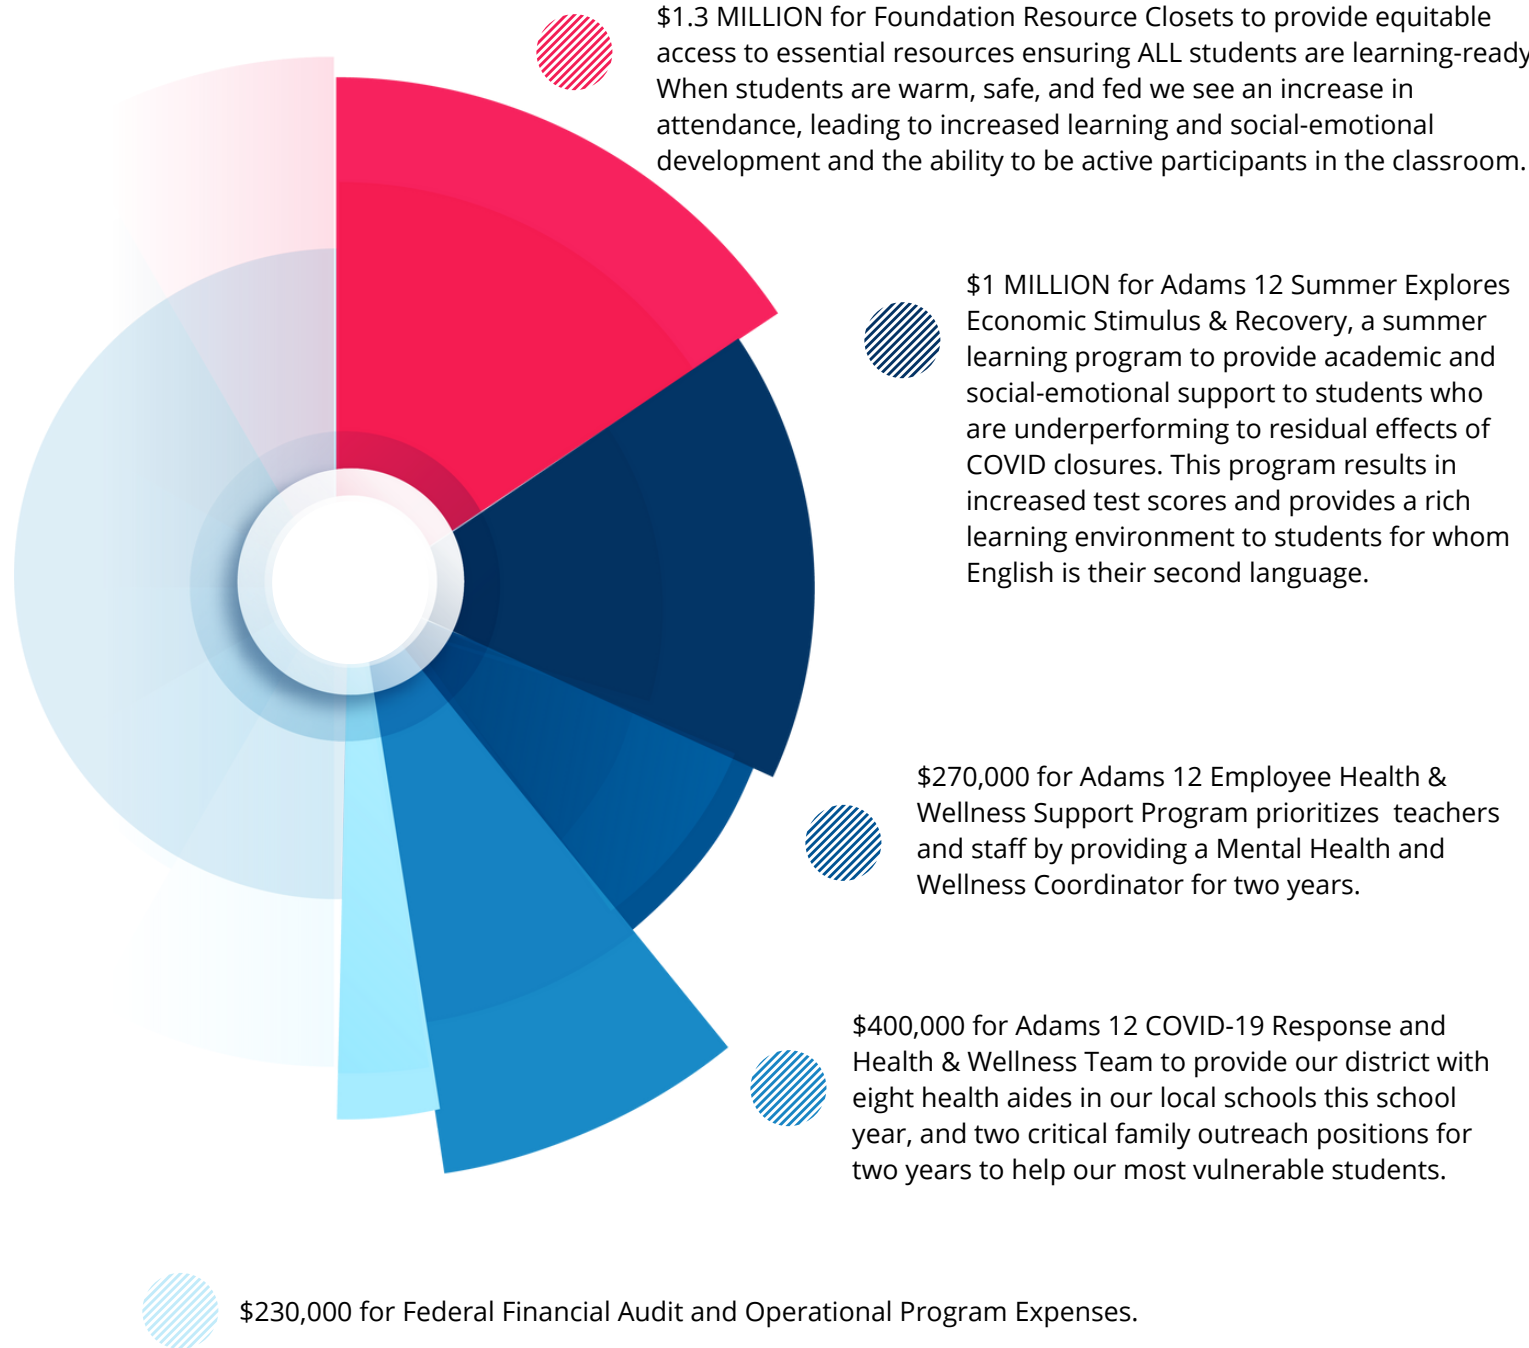 $1.3 MILLION for Foundation Resource Closets to provide equitable
access to essential resources ensuring ALL students are learning-ready
When students are warm, safe, and fed we see an increase in
attendance, leading to increased learning and social-emotional
development and the ability to be active participants in the classroom.
$1 MILLION for Adams 12 Summer Explores
Economic Stimulus & Recovery, a summer
learning program to provide academic and
social-emotional support to students who
are underperforming to residual effects of
COVID closures. This program results in
increased test scores and provides a rich
learning environment to students for whom
English is their second language.
$270,000 for Adams 12 Employee Health &
Wellness Support Program prioritizes  teachers
and staff by providing a Mental Health and
Wellness Coordinator for two years.
$400,000 for Adams 12 COVID-19 Response and
Health & Wellness Team to provide our district with
eight health aides in our local schools this school
year, and two critical family outreach positions for
two years to help our most vulnerable students.
$230,000 for Federal Financial Audit and Operational Program Expenses.